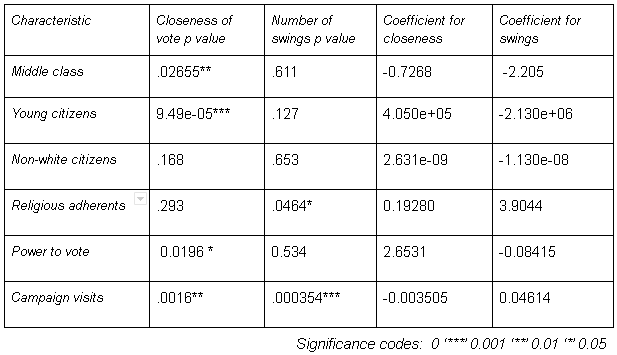 Characteristic Closeness of vote p value Number of swings p value Coefficient for closeness Coefficient for swings
Middle class .02655** .611 -0.7268 -2.205
Young citizens 9.49e-05*** .127 4.050e+05 -2.130e+06
Non-white citizens .168 .653 2.631e-09 -1.130e-08
Religious adherents .293 .0464* 0.19280 3.9044
Power to vote 0.0196 * 0.534 2.6531 -0.08415
Campaign visits .0016** .000354*** -0.003505 0.04614
Significance codes: 0 ‘***’ 0.001 ‘**’ 0.01 ‘*’ 0.05